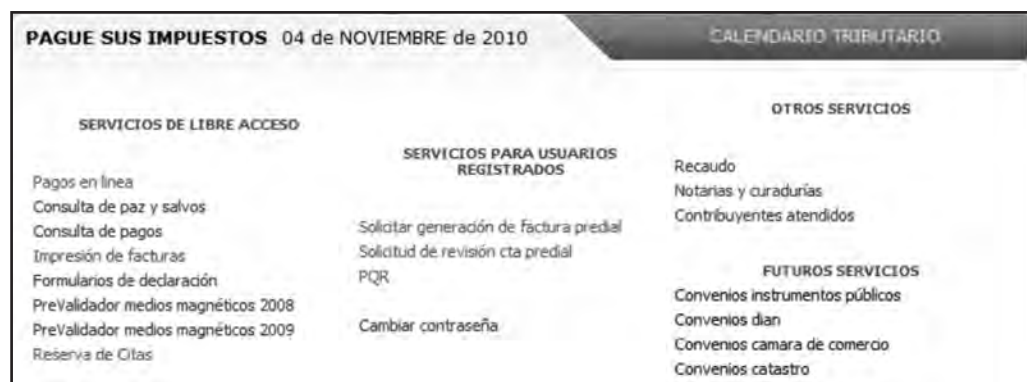 PAGUE SUS IMPUESTOS 04 de NOVIEMBRE de 2010
CALENDARIO TRIBUTARIO
SERVICIOS DE LIBRE ACCESO
Pagos en linea
Consulta de paz y salvos
Consulta de pagos
Impresión de facturas
Formularios de declaración
PreValidador medios magnéticos 2008
PreValidador medios magnéticos 2009
Reserva de Citas
SERVICIOS PARA USUARIOS
REGISTRADOS
Solicitar generación de factura predial
Solicitud de revisión cta predial
PQR
Cambiar contraseña
OTROS SERVICIOS
Recaudo
Notarias y curadurías
Contribuyentes atendidos
FUTUROS SERVICIOS
Convenios instrumentos públicos
Convenios dian
Convenios camara de comercio
Convenios catastro